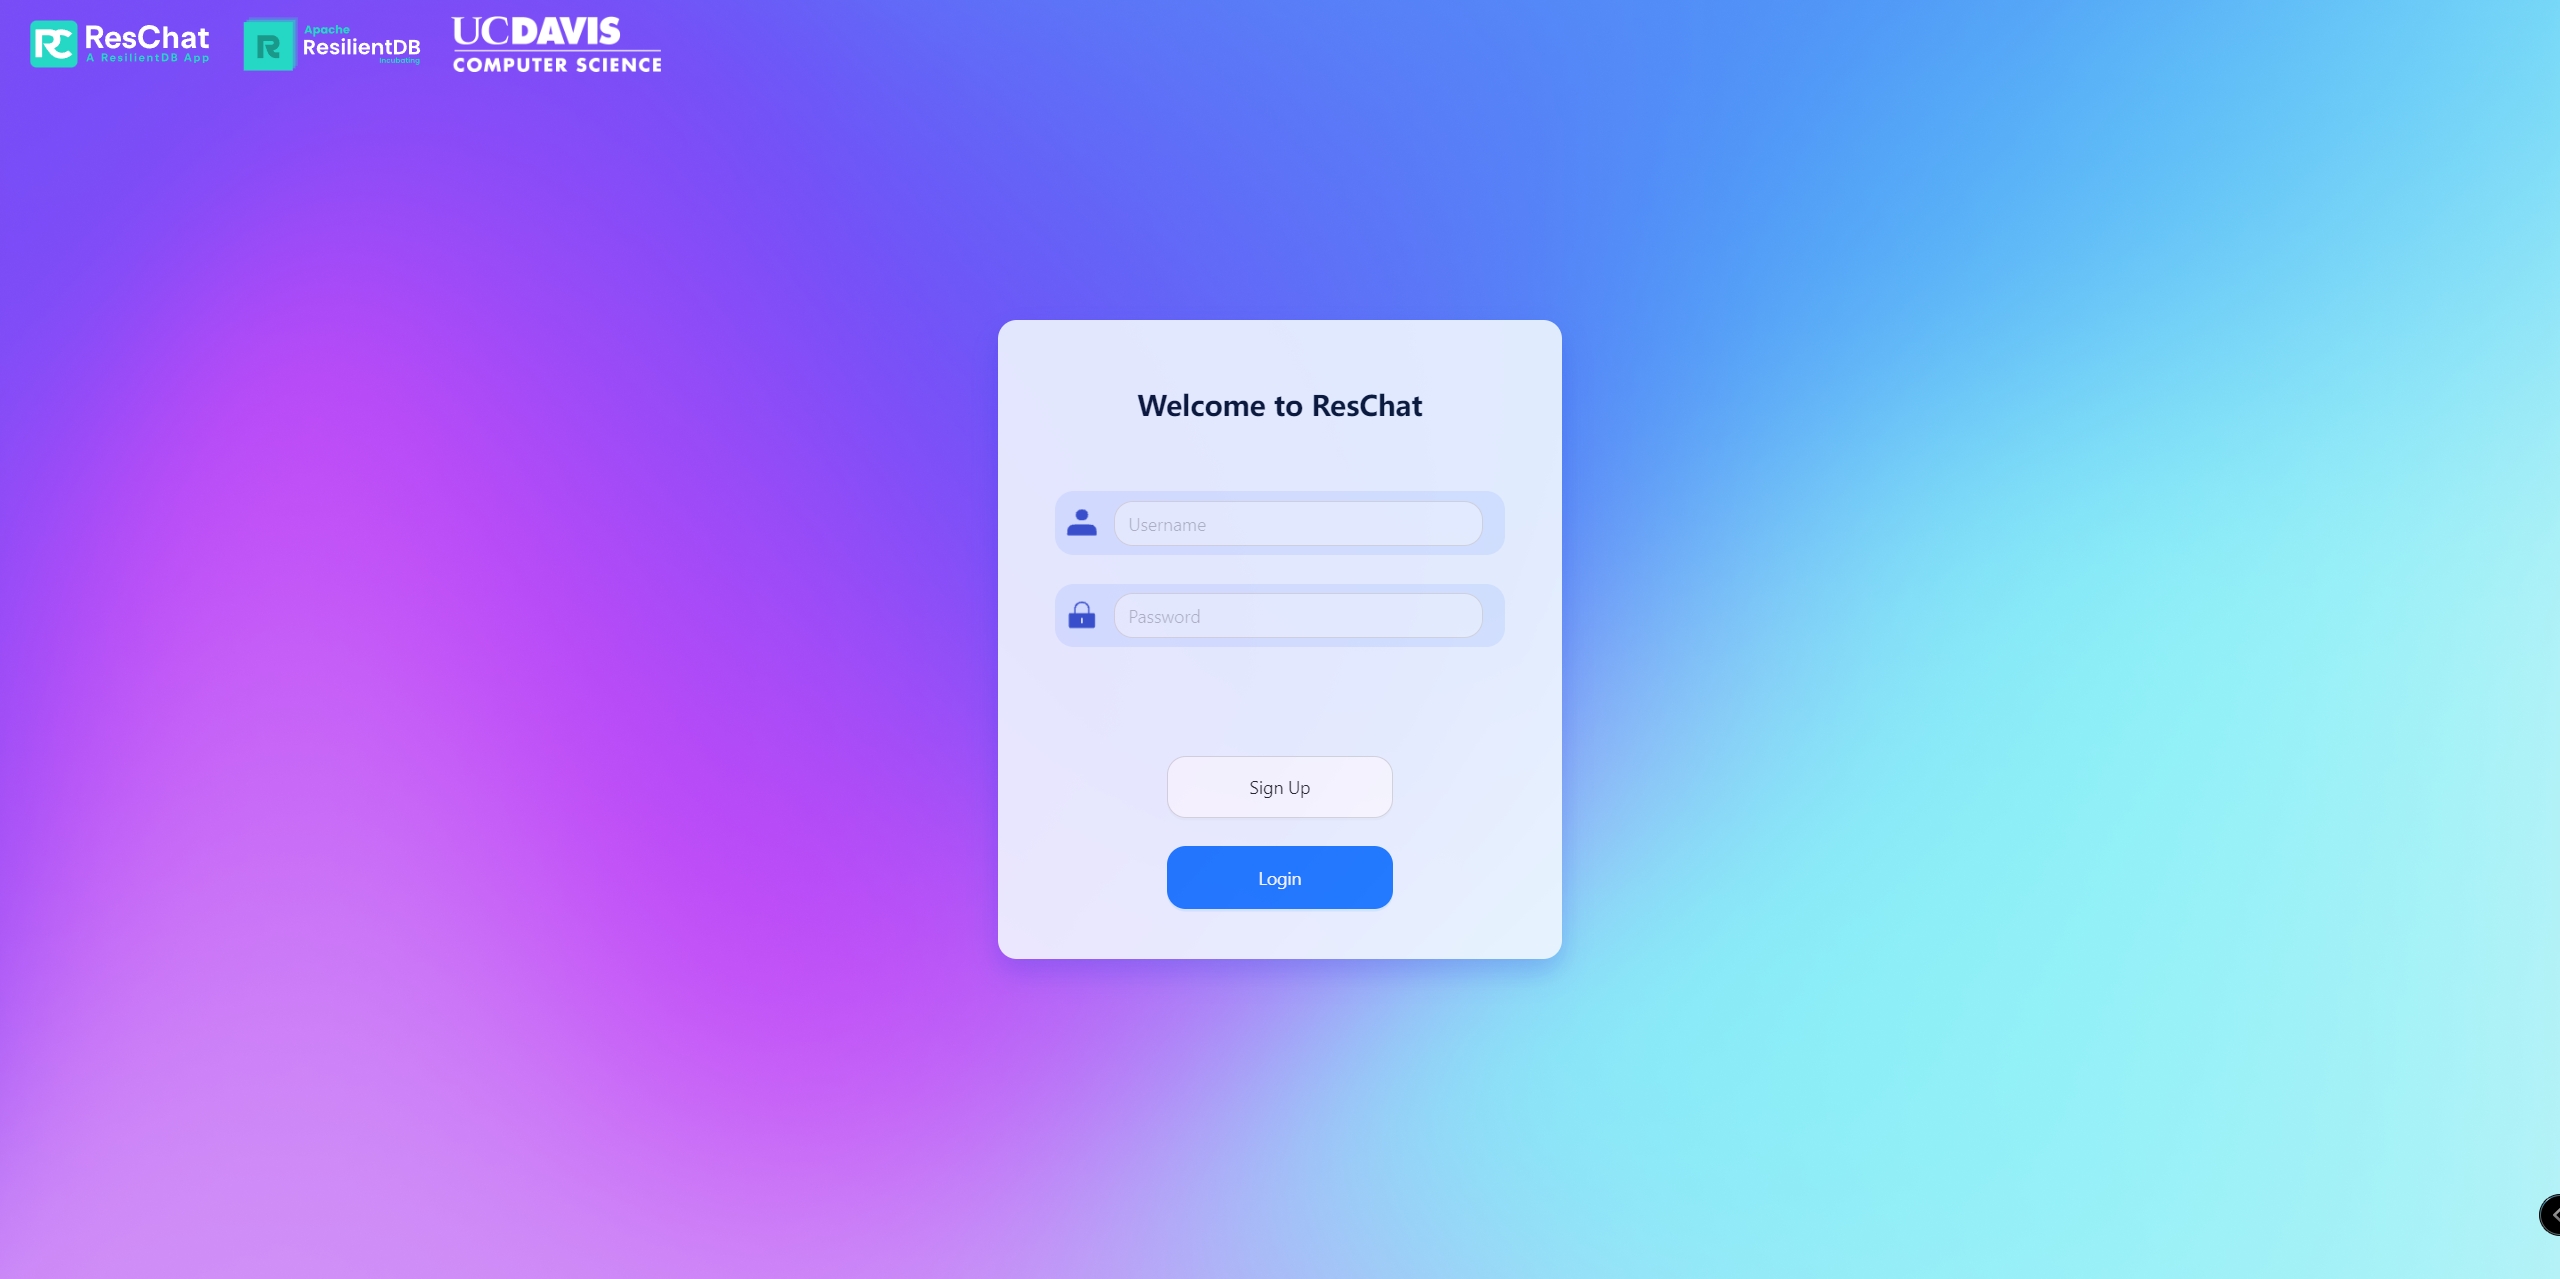 ResChat
A ResilientDB App
Apache
ResilientDB
Incubating
UCDAVIS
COMPUTER SCIENCE
Welcome to ResChat
Username
Password
Sign Up
Login